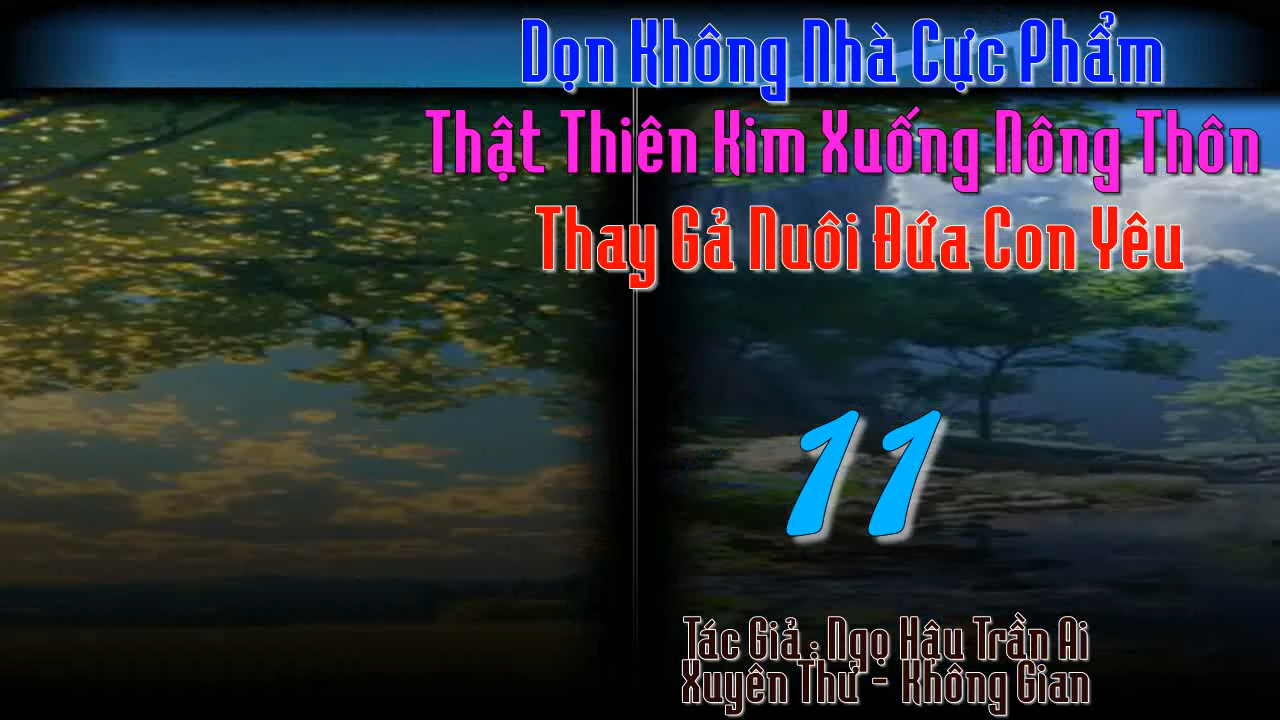 Dọn Không Nhà Cực Phẩm
Thật Thiên Kim Xuống Nông Thôn
Thay Gả Nuôi Đứa Con Yêu
11
Tác Giả : Ngọ Hậu Trần Ai
Xuyên Thư - Không Gian